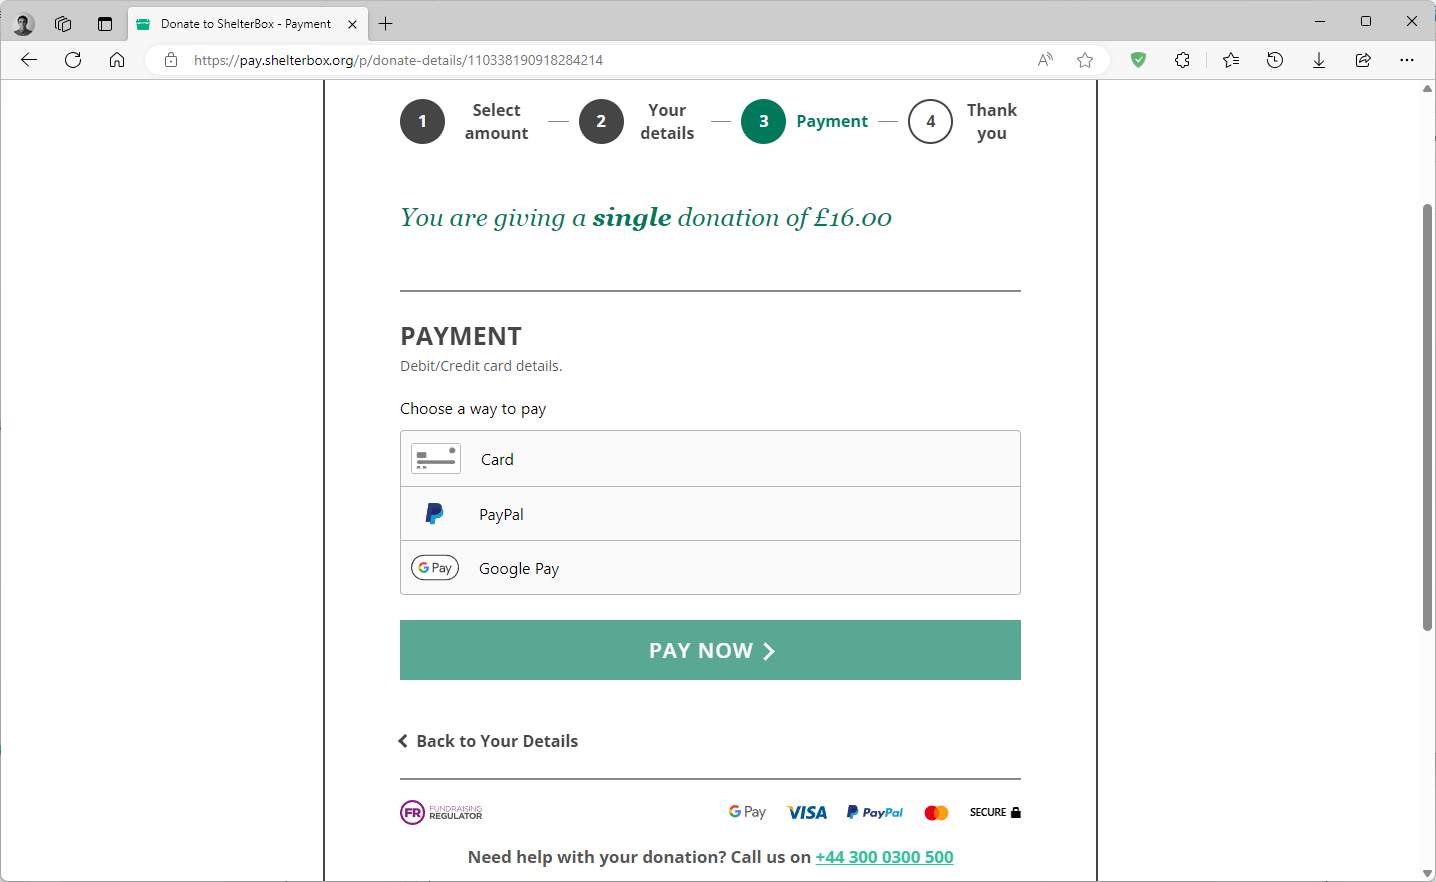 Donate to ShelterBox - Payment
https://pay.shelterbox.org/p/donate-details/110338190918284214
1 Select amount
2 Your details
3 Payment
4 Thank you
You are giving a single donation of £16.00
PAYMENT
Debit/Credit card details.
Choose a way to pay
Card
PayPal
G Pay Google Pay
PAY NOW
Back to Your Details
FR FUNDRAISING REGULATOR
G Pay VISA PayPal SECURE
Need help with your donation? Call us on +44 300 0300 500